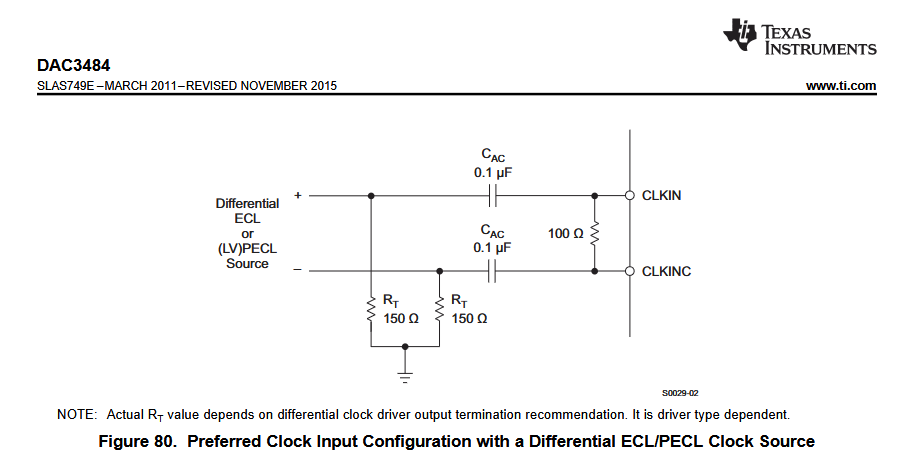 TEXAS
INSTRUMENTS
DAC3484
SLAS749E –MARCH 2011–REVISED NOVEMBER 2015
www.ti.com
CAC
0.1 µF
Differential
ECL
or
(LV)PECL
Source
+
CLKIN
CAC
0.1 µF
100 Ω
–
CLKINC
RT
150 Ω
RT
150 Ω
S0029-02
NOTE: Actual RT value depends on differential clock driver output termination recommendation. It is driver type dependent.
Figure 80. Preferred Clock Input Configuration with a Differential ECL/PECL Clock Source